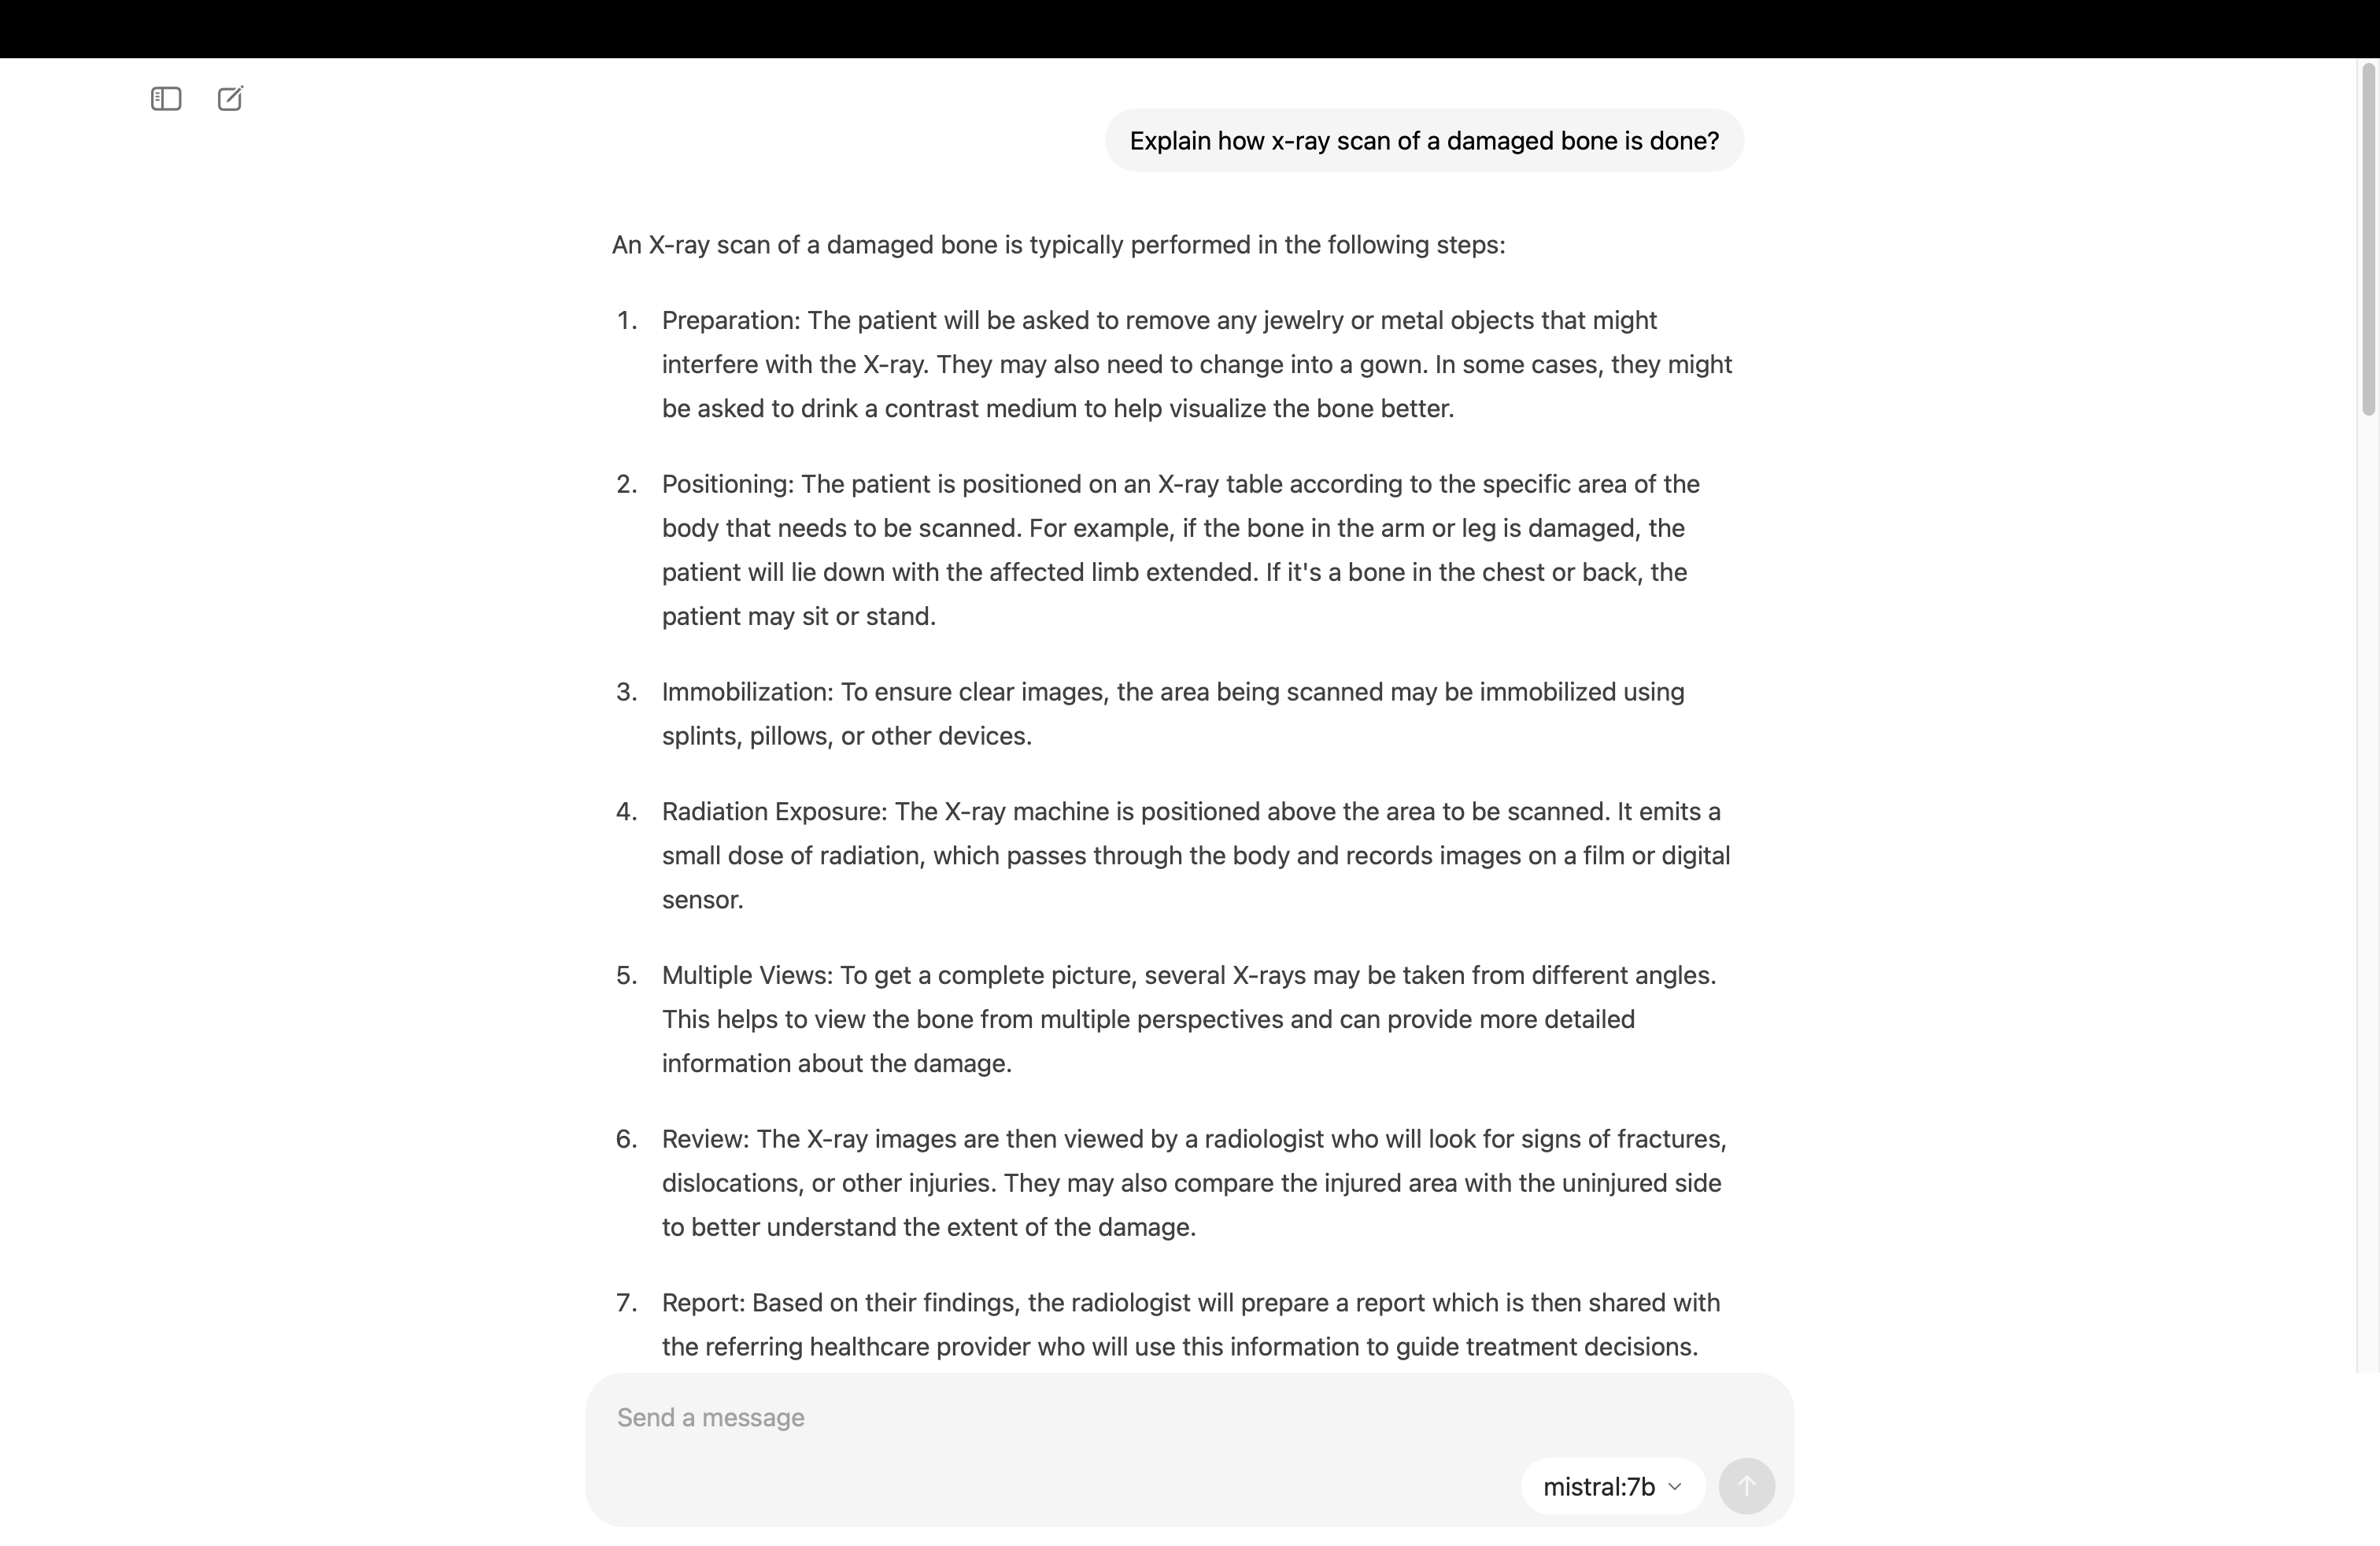 Explain how x-ray scan of a damaged bone is done?
An X-ray scan of a damaged bone is typically performed in the following steps:
1. Preparation: The patient will be asked to remove any jewelry or metal objects that might
interfere with the X-ray. They may also need to change into a gown. In some cases, they might
be asked to drink a contrast medium to help visualize the bone better.
2. Positioning: The patient is positioned on an X-ray table according to the specific area of the
body that needs to be scanned. For example, if the bone in the arm or leg is damaged, the
patient will lie down with the affected limb extended. If it's a bone in the chest or back, the
patient may sit or stand.
3. Immobilization: To ensure clear images, the area being scanned may be immobilized using
splints, pillows, or other devices.
4. Radiation Exposure: The X-ray machine is positioned above the area to be scanned. It emits a
small dose of radiation, which passes through the body and records images on a film or digital
sensor.
5. Multiple Views: To get a complete picture, several X-rays may be taken from different angles.
This helps to view the bone from multiple perspectives and can provide more detailed
information about the damage.
6. Review: The X-ray images are then viewed by a radiologist who will look for signs of fractures,
dislocations, or other injuries. They may also compare the injured area with the uninjured side
to better understand the extent of the damage.
7. Report: Based on their findings, the radiologist will prepare a report which is then shared with
the referring healthcare provider who will use this information to guide treatment decisions.
Send a message
mistral:7b